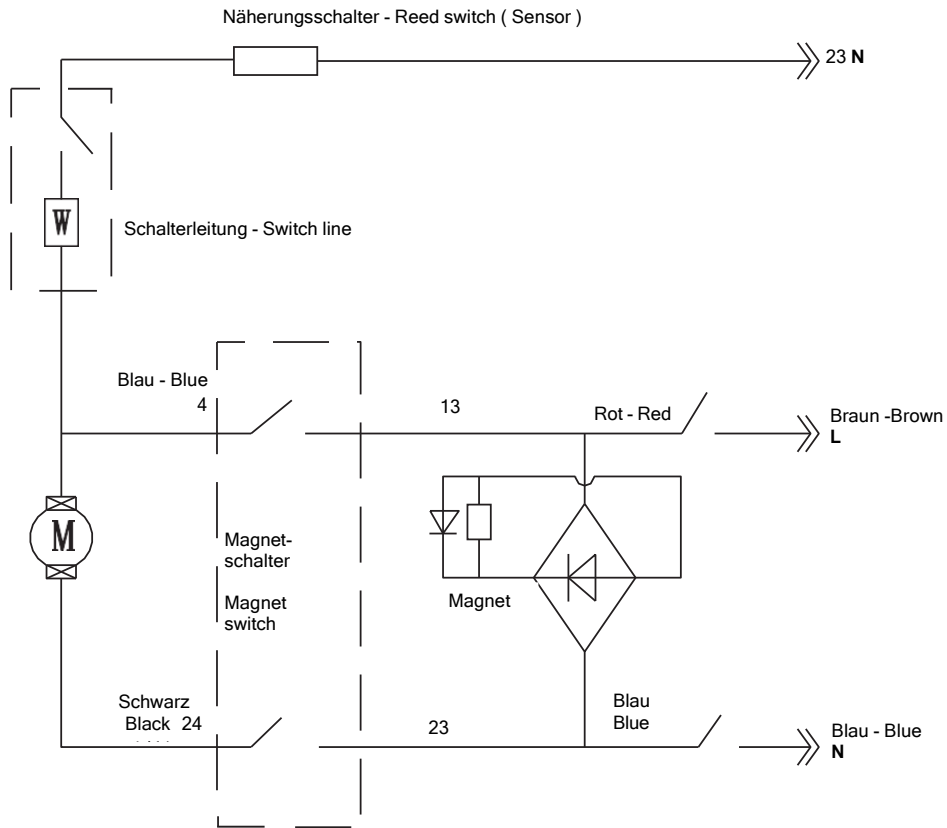 Näherungsschalter - Reed switch ( Sensor )
23 N
W
Schalterleitung - Switch line
Blau - Blue
4
13
Rot - Red
Braun -Brown
L
M
Magnet-
schalter
Magnet
switch
Magnet
Schwarz
Black 24
23
Blau
Blue
Blau - Blue
N